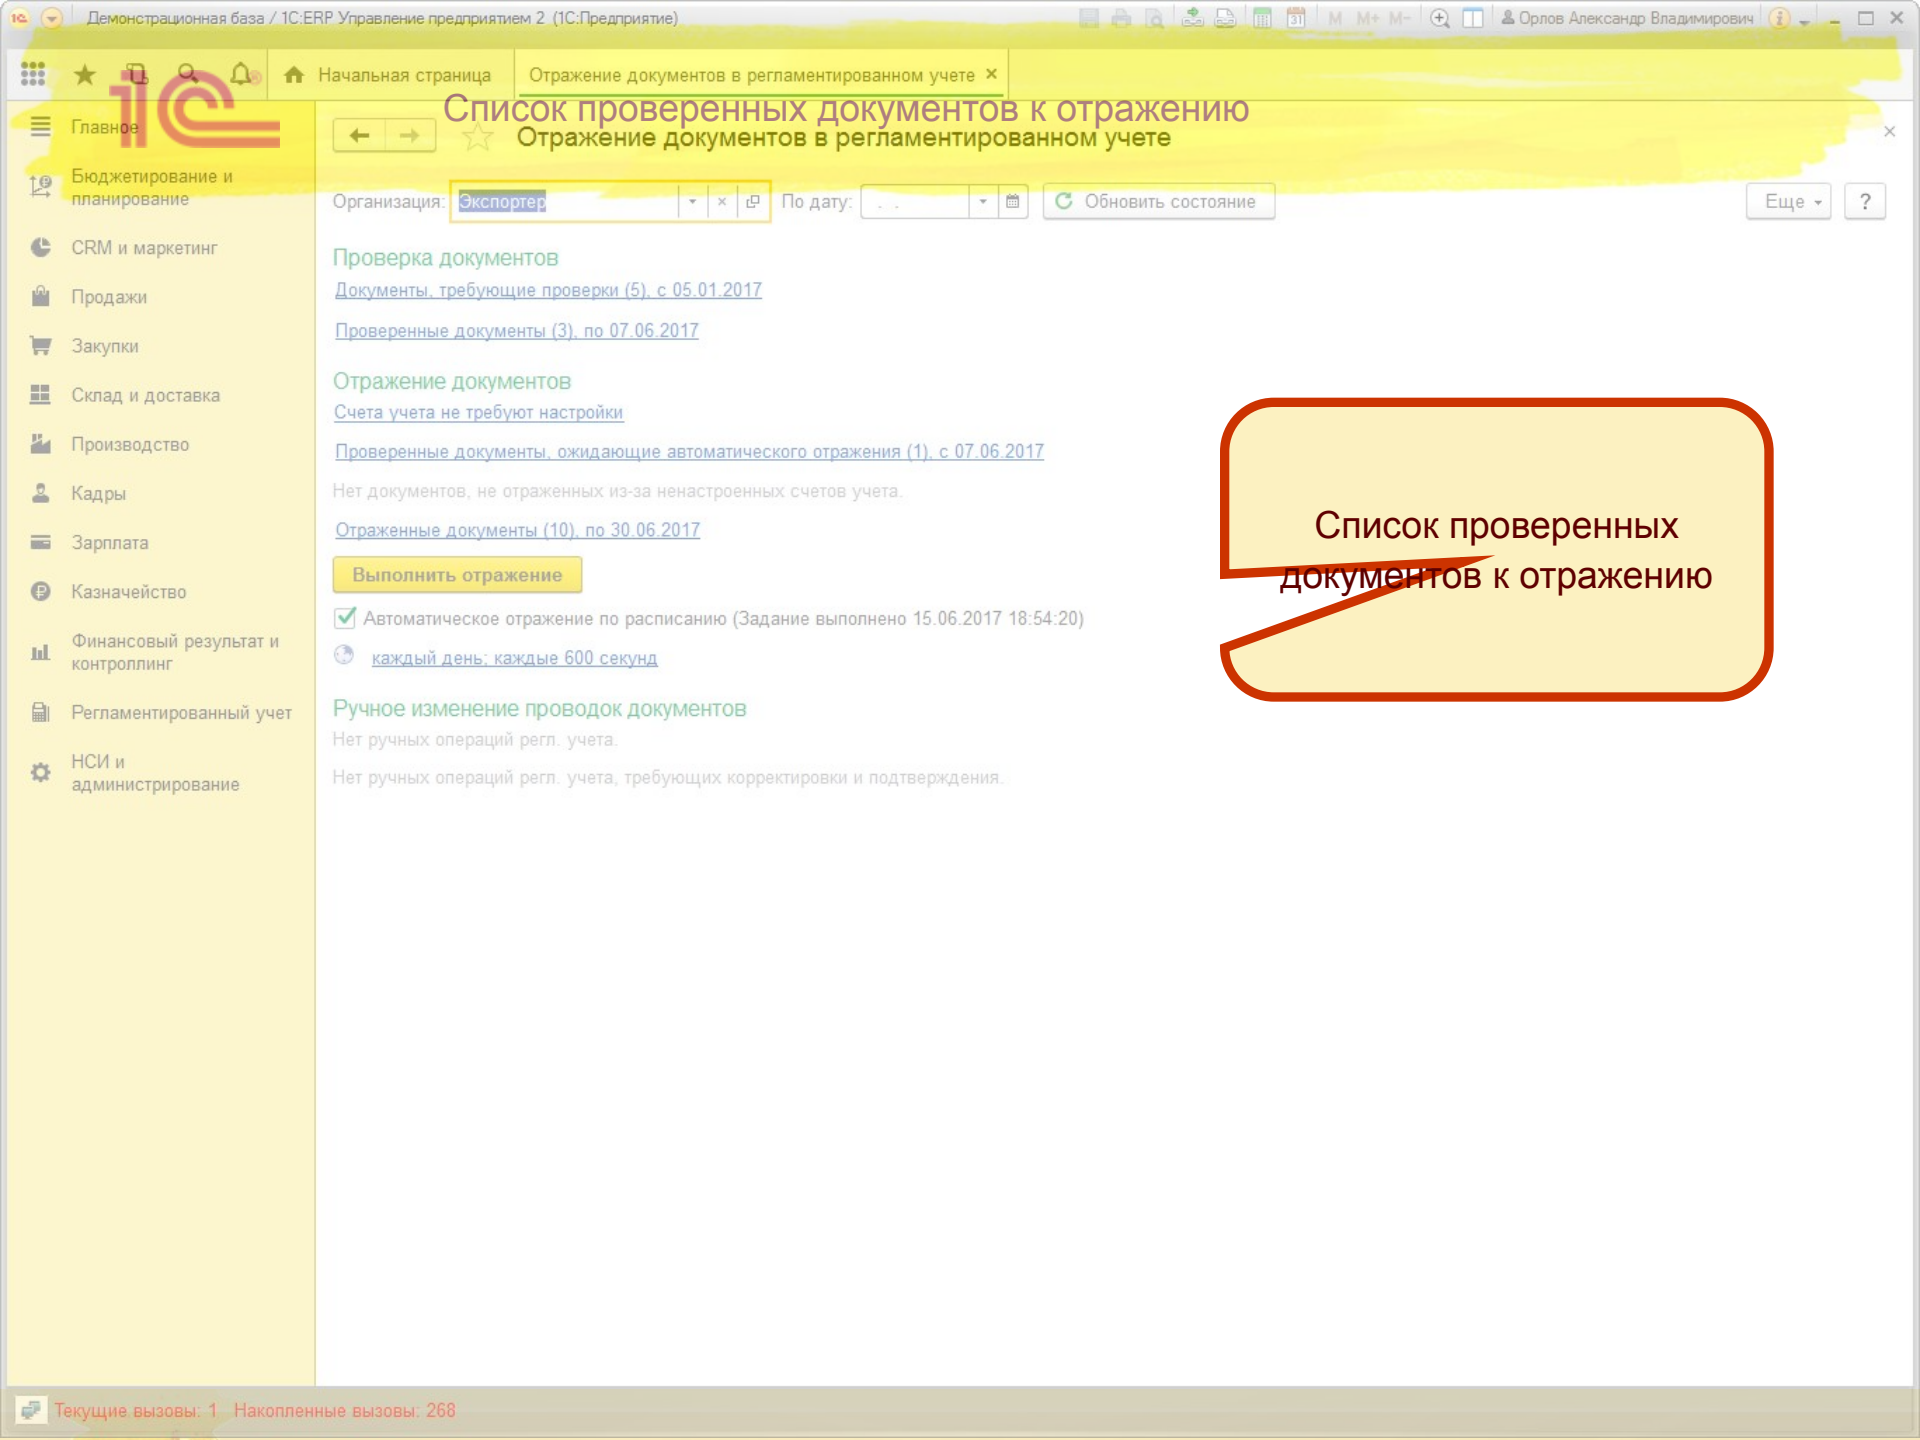 Демонстрационная база / 1С:ERP Управление предприятием 2 (1С:Предприятие)
M M+ M-
Орлов Александр Владимирович
Начальная страница
Отражение документов в регламентированном учете ×
1С
Список проверенных документов к отражению
Отражение документов в регламентированном учете
Главное
Бюджетирование и
планирование
CRM и маркетинг
Продажи
Закупки
Склад и доставка
Производство
Кадры
Зарплата
Казначейство
Финансовый результат и
контроллинг
Регламентированный учет
НСИ и
администрирование
Организация: Экспортер По дату: . . Обновить состояние Еще ?
Проверка документов
Документы, требующие проверки (5), с 05.01.2017
Проверенные документы (3), по 07.06.2017
Отражение документов
Счета учета не требуют настройки
Проверенные документы, ожидающие автоматического отражения (1), с 07.06.2017
Нет документов, не отраженных из-за ненастроенных счетов учета.
Отраженные документы (10), по 30.06.2017
Выполнить отражение
Автоматическое отражение по расписанию (Задание выполнено 15.06.2017 18:54:20)
каждый день; каждые 600 секунд
Ручное изменение проводок документов
Нет ручных операций регл. учета.
Нет ручных операций регл. учета, требующих корректировки и подтверждения.
Список проверенных
документов к отражению
Текущие вызовы: 1 Накопленные вызовы: 268